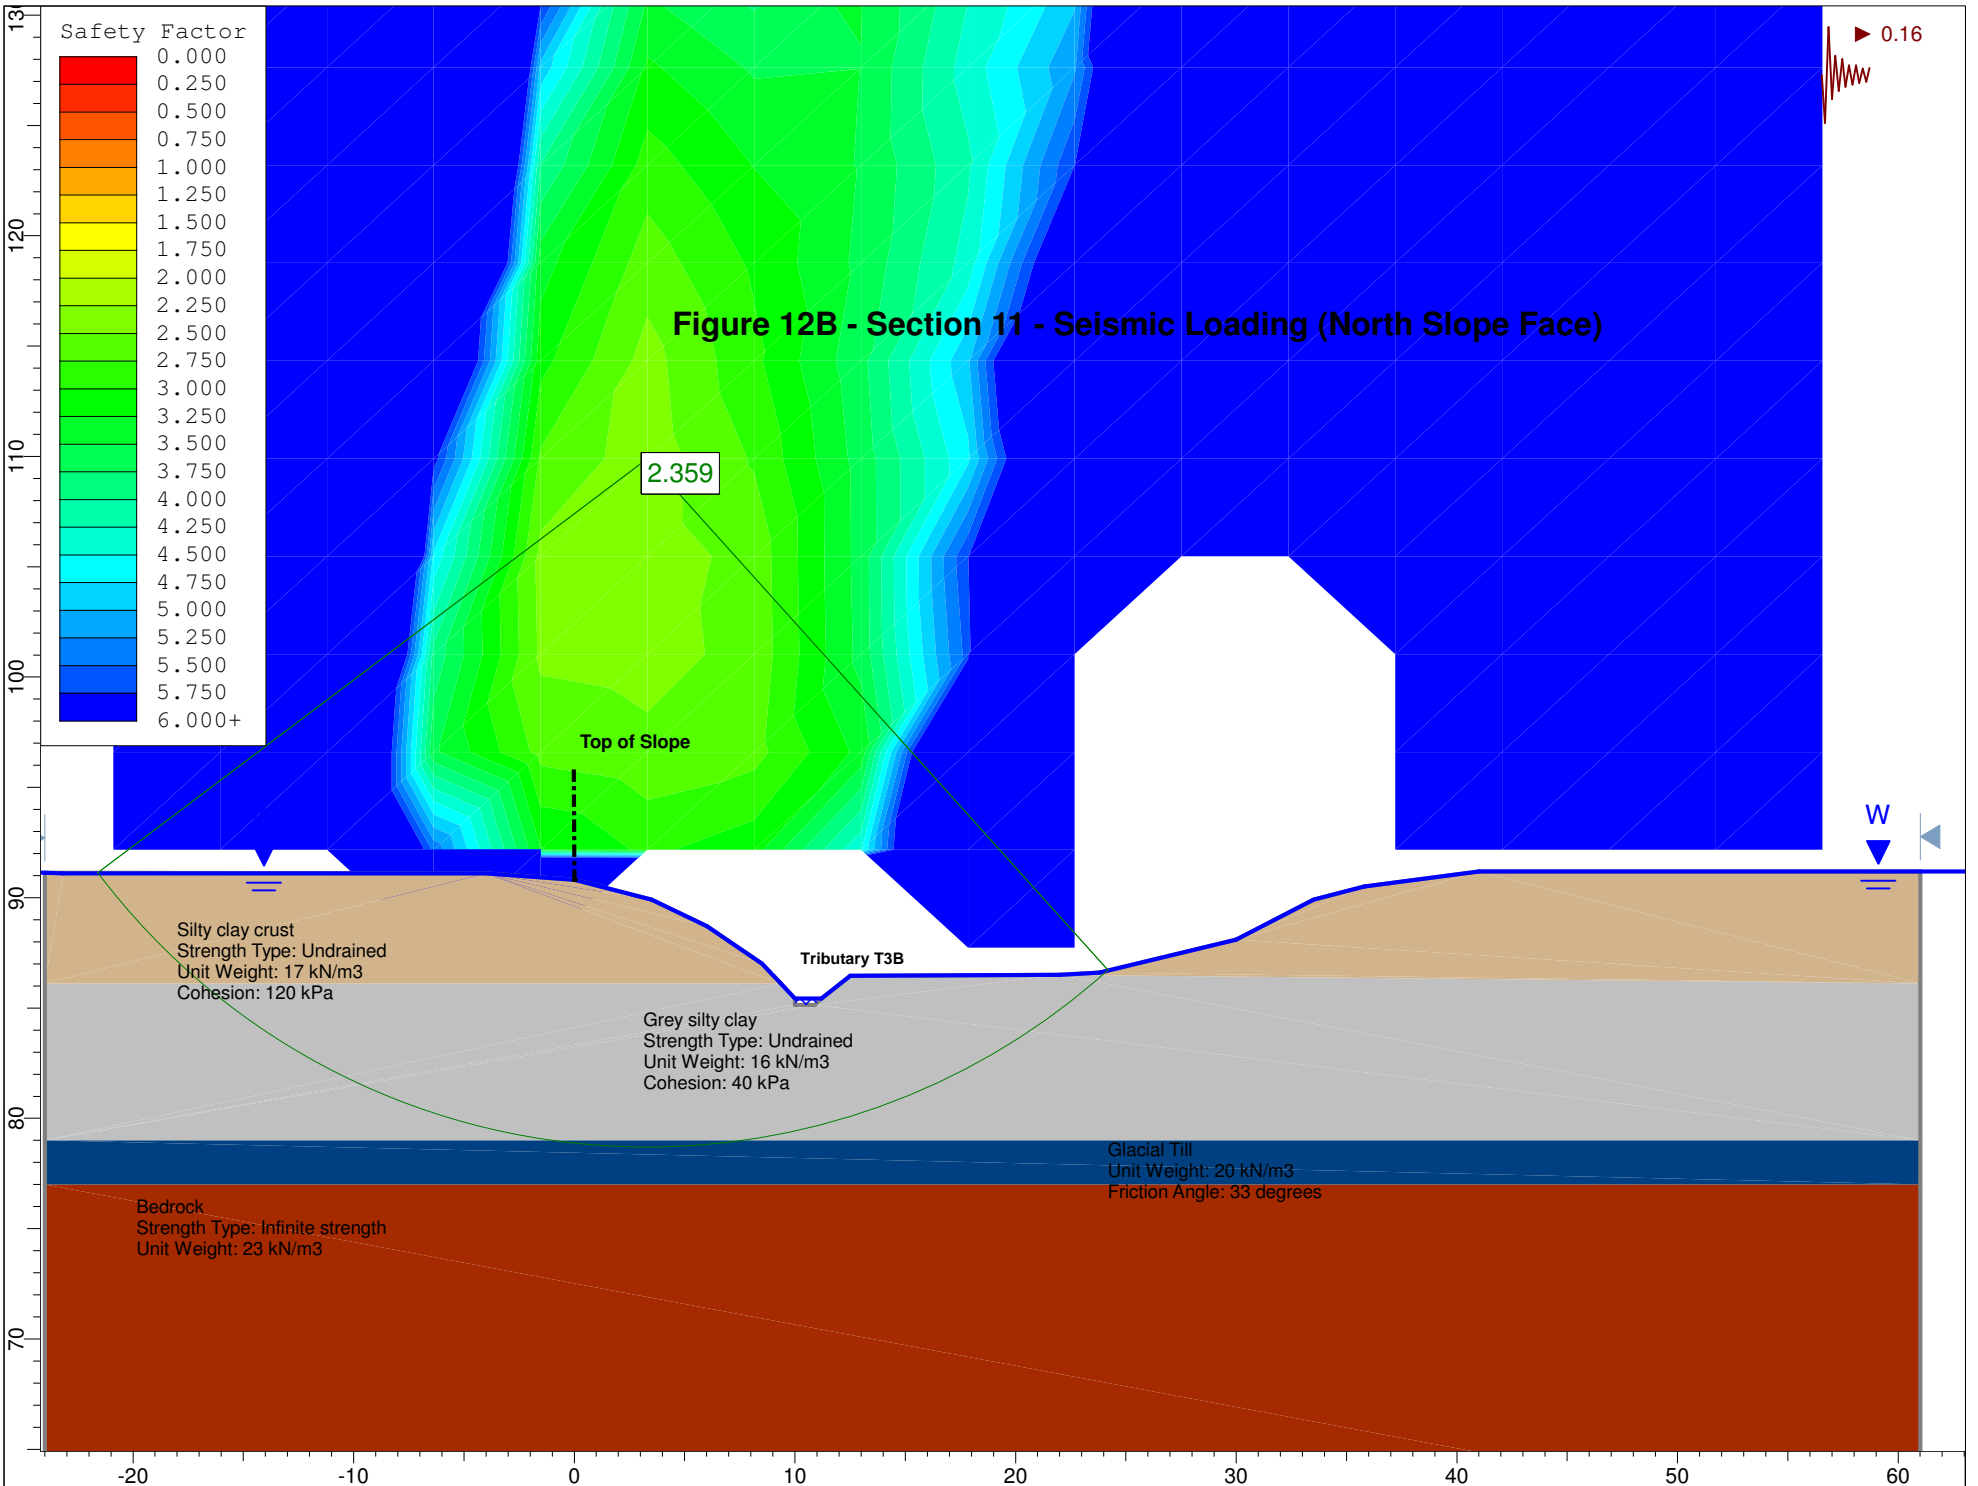 Safety Factor
0.000
0.250
0.500
0.750
1.000
1.250
1.500
1.750
2.000
2.250
2.500
2.750
3.000
3.250
3.500
3.750
4.000
4.250
4.500
4.750
5.000
5.250
5.500
5.750
6.000+
0.16
Figure 12B - Section 11 - Seismic Loading (North Slope Face)
2.359
Top of Slope
W
Silty clay crust
Strength Type: Undrained
Unit Weight: 17 kN/m3
Cohesion: 120 kPa
Tributary T3B
Grey silty clay
Strength Type: Undrained
Unit Weight: 16 kN/m3
Cohesion: 40 kPa
Glacial Till
Unit Weight: 20 kN/m3
Friction Angle: 33 degrees
Bedrock
Strength Type: Infinite strength
Unit Weight: 23 kN/m3
130
120
110
100
90
80
70
-20
-10
0
10
20
30
40
50
60